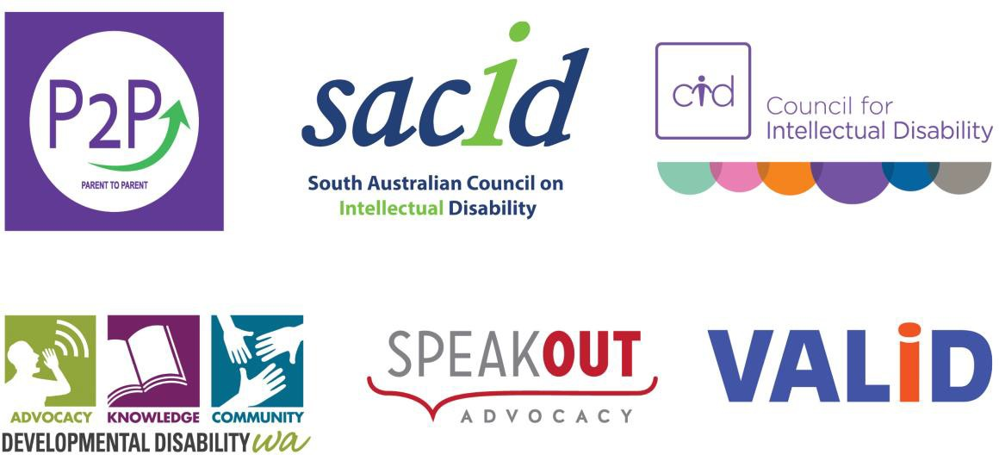 P2P
PARENT TO PARENT
sacid
South Australian Council on
Intellectual Disability
cid
Council for
Intellectual Disability
ADVOCACY KNOWLEDGE COMMUNITY
DEVELOPMENTAL DISABILITY wa
SPEAKOUT
ADVOCACY
VALiD